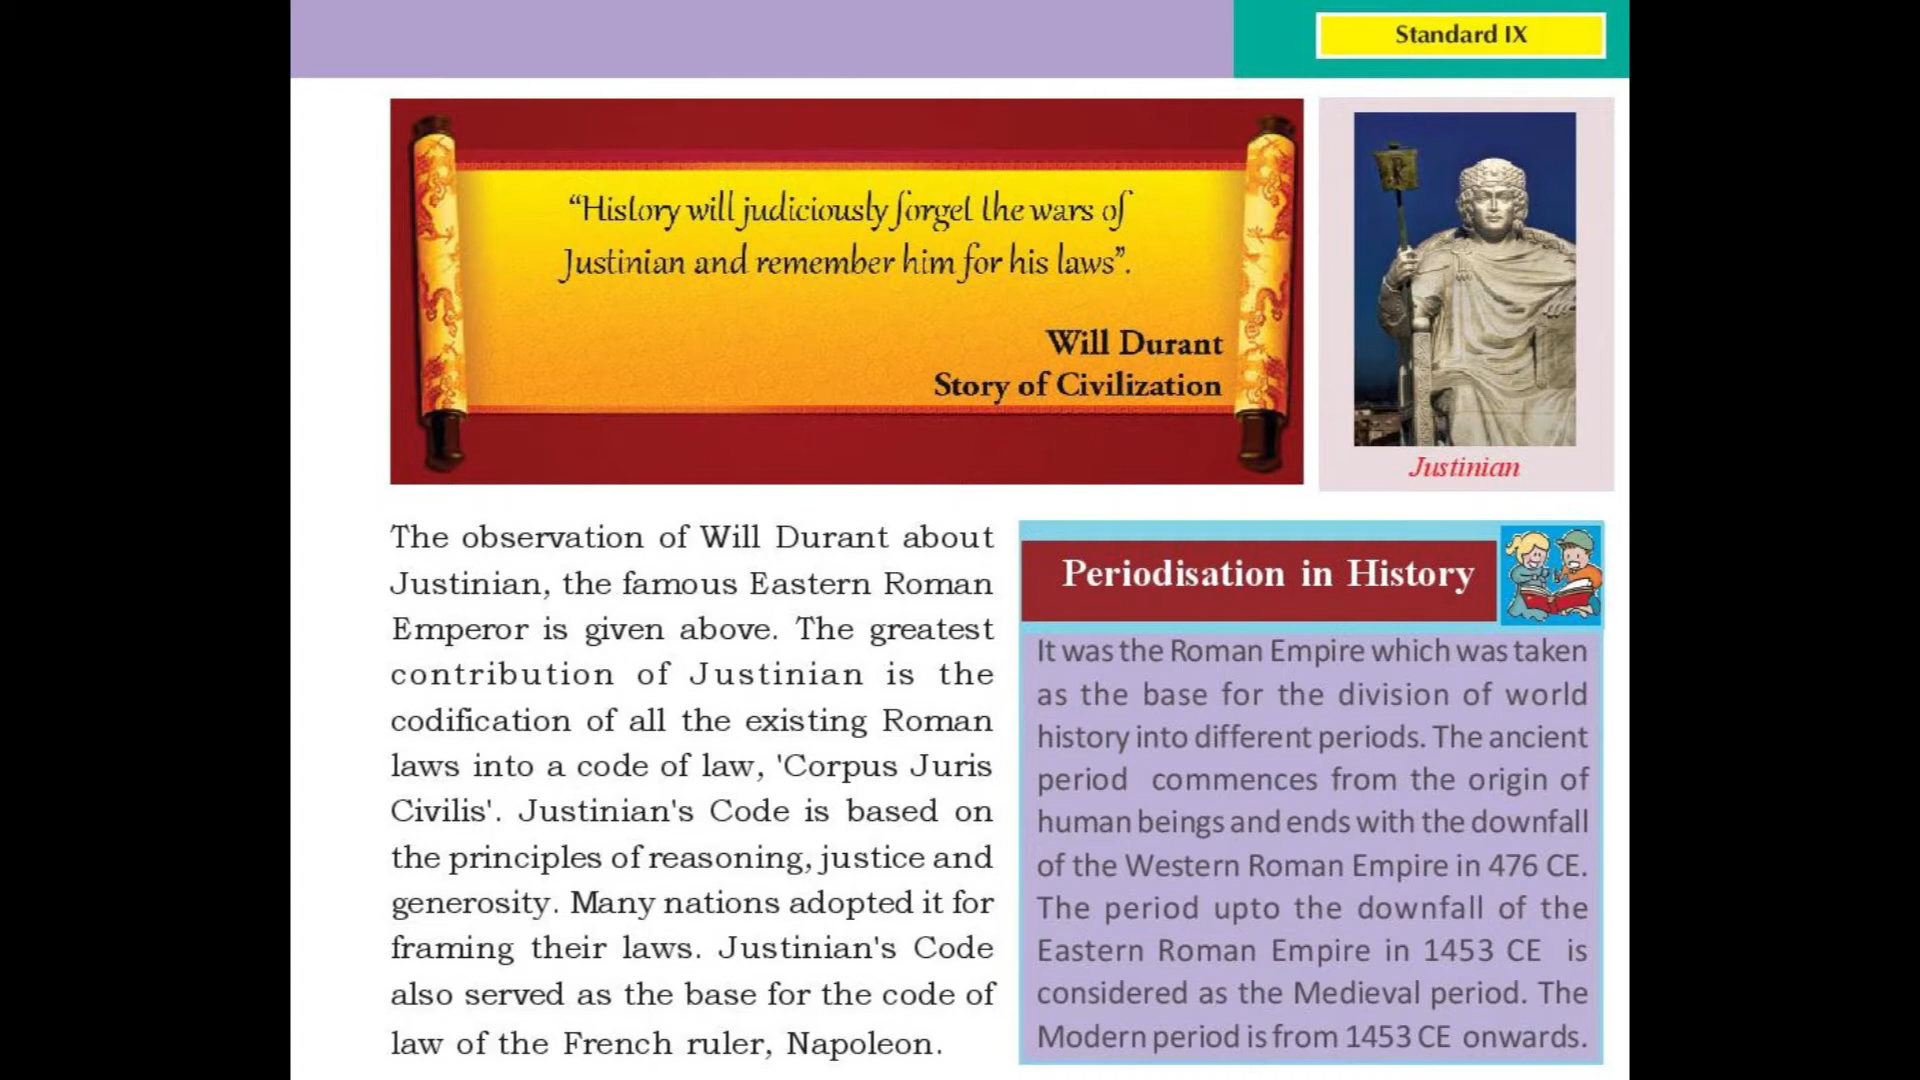 Standard IX
“History will judiciously forget the wars of
Justinian and remember him for his laws”.
Will Durant
Story of Civilization
Justinian
The observation of Will Durant about
Justinian, the famous Eastern Roman
Emperor is given above. The greatest
contribution of Justinian is the
codification of all the existing Roman
laws into a code of law, 'Corpus Juris
Civilis'. Justinian's Code is based on
the principles of reasoning, justice and
generosity. Many nations adopted it for
framing their laws. Justinian's Code
also served as the base for the code of
law of the French ruler, Napoleon.
Periodisation in History
It was the Roman Empire which was taken
as the base for the division of world
history into different periods. The ancient
period commences from the origin of
human beings and ends with the downfall
of the Western Roman Empire in 476 CE.
The period upto the downfall of the
Eastern Roman Empire in 1453 CE is
considered as the Medieval period. The
Modern period is from 1453 CE onwards.